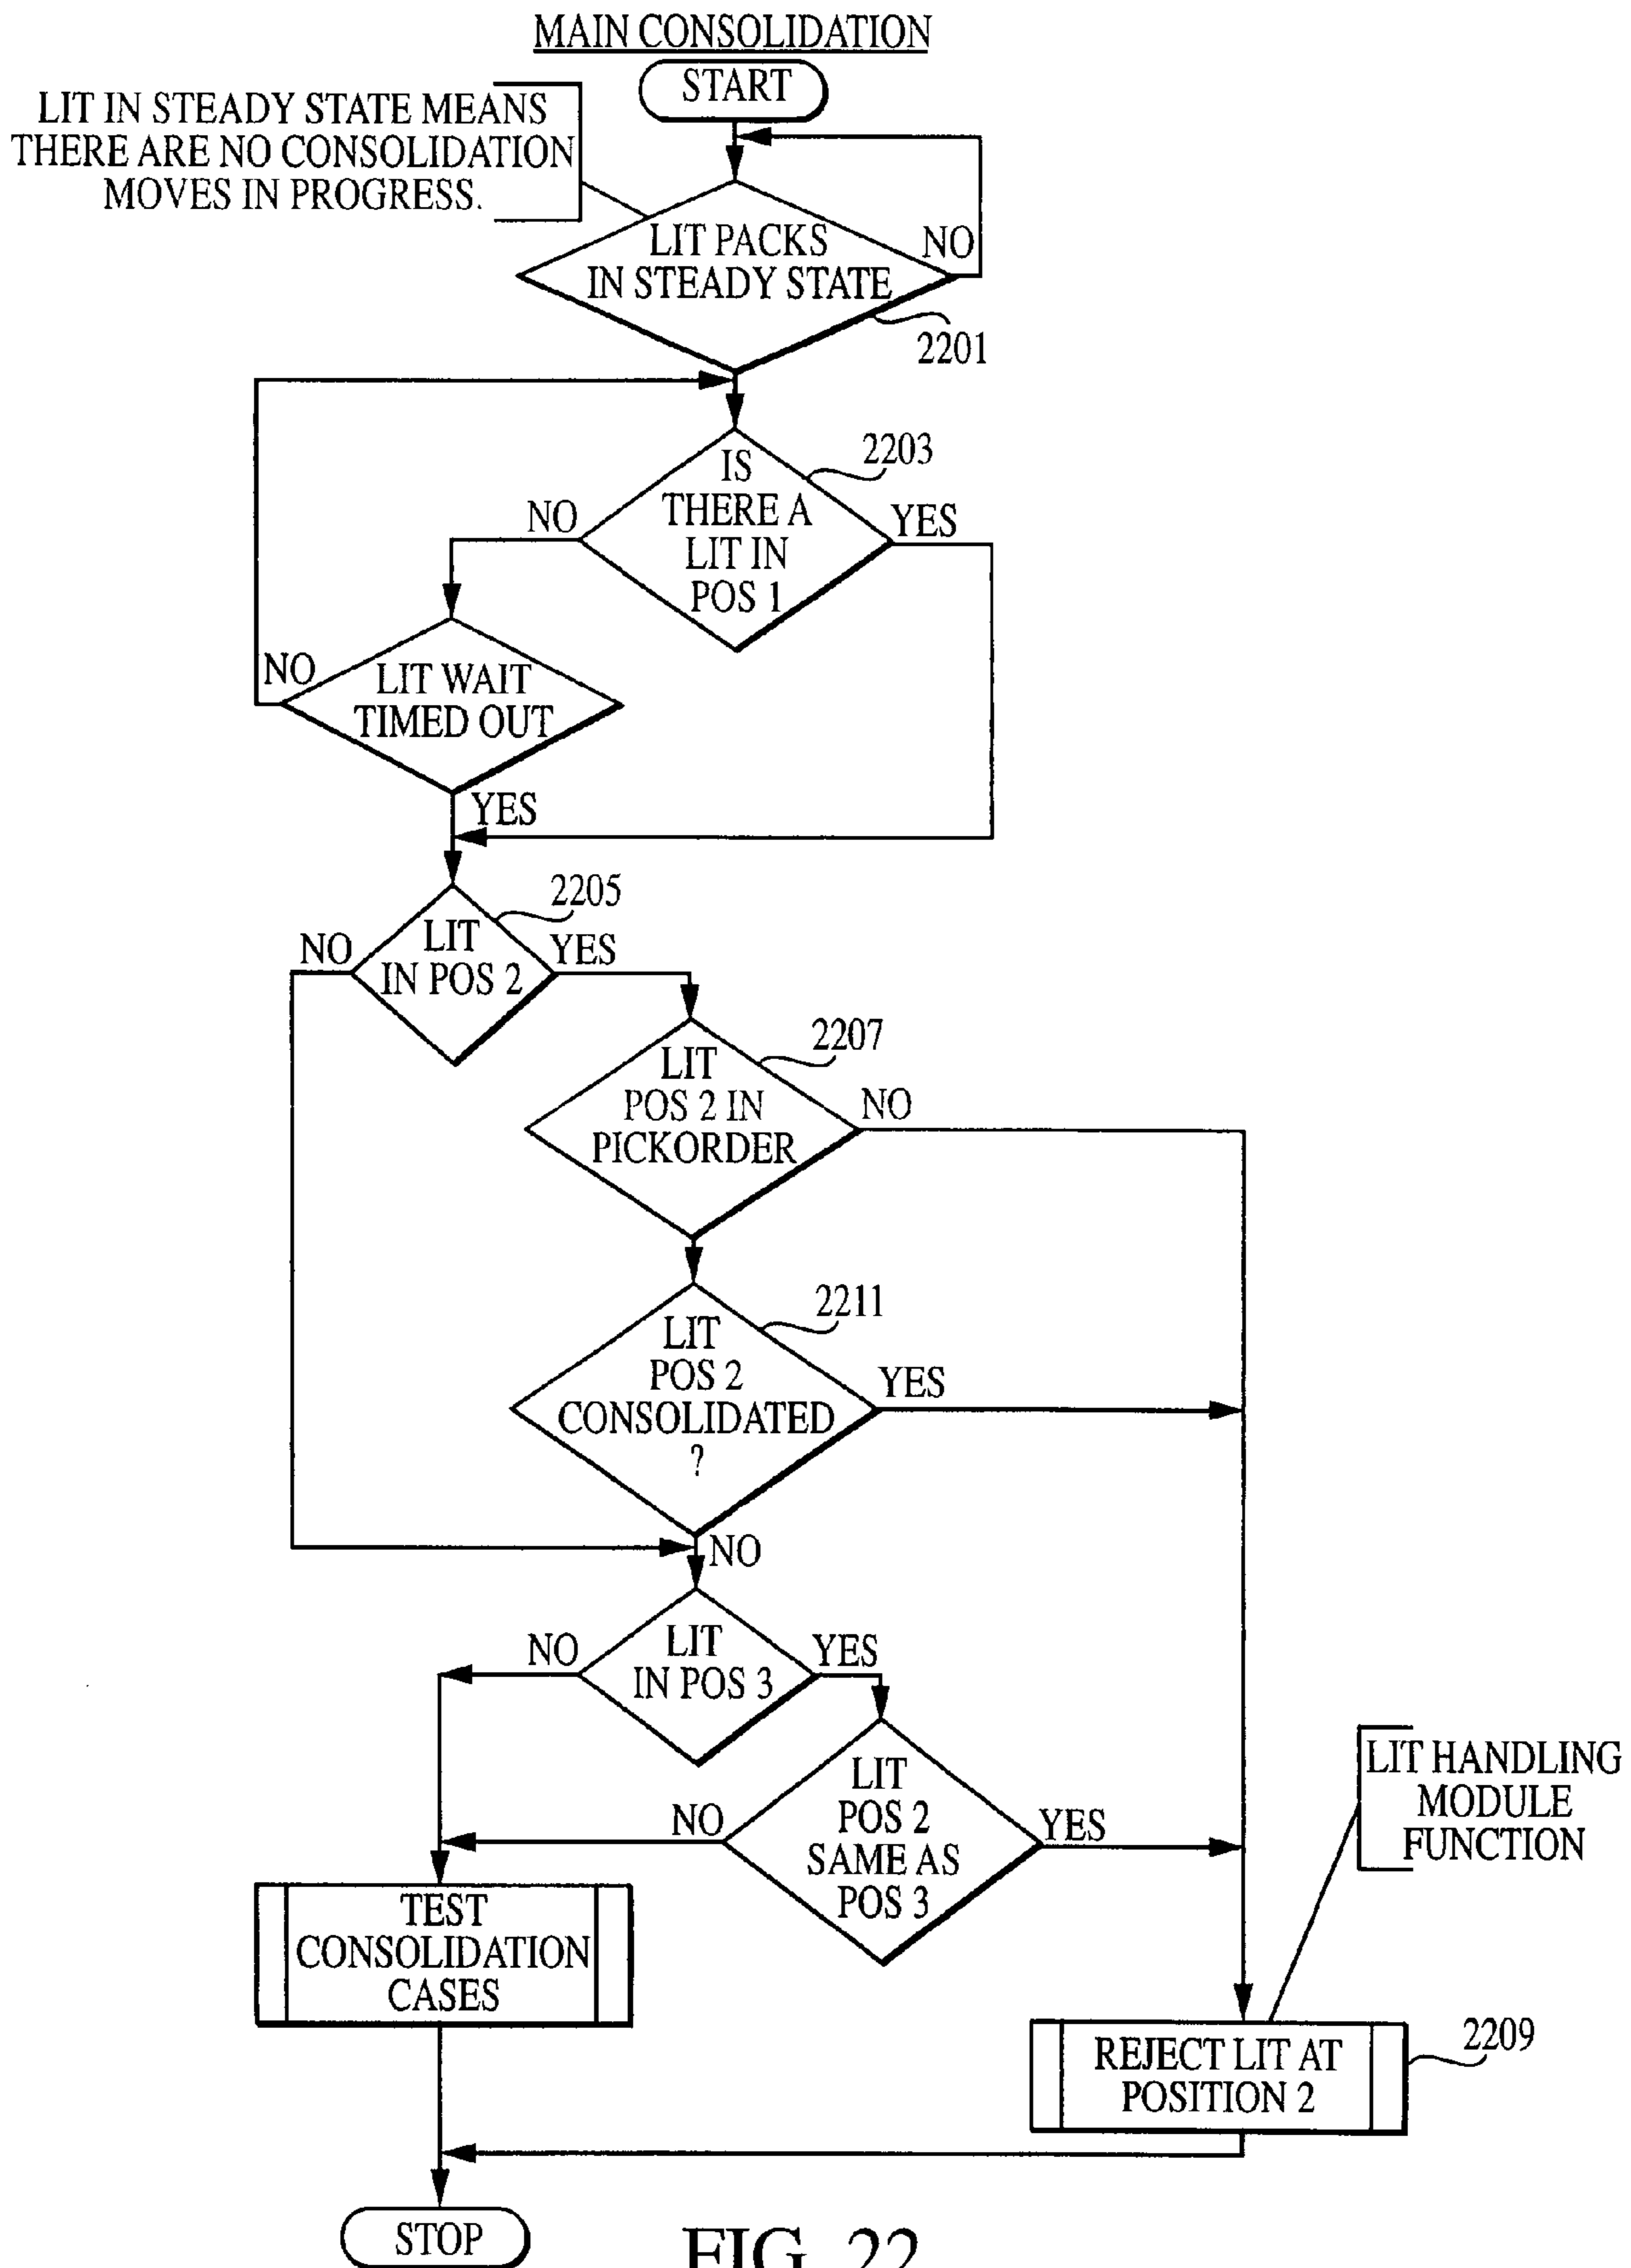 MAIN CONSOLIDATION
START
LIT IN STEADY STATE MEANS
THERE ARE NO CONSOLIDATION
MOVES IN PROGRESS.
LIT PACKS
IN STEADY STATE
NO
2201
IS
THERE A
LIT IN
POS 1
2203
NO
YES
LIT WAIT
TIMED OUT
NO
YES
LIT
IN POS 2
2205
NO
YES
LIT
POS 2 IN
PICKORDER
2207
NO
LIT
POS 2
CONSOLIDATED
?
2211
YES
NO
LIT
IN POS 3
NO
YES
LIT
POS 2
SAME AS
POS 3
NO
YES
LIT HANDLING
MODULE
FUNCTION
TEST
CONSOLIDATION
CASES
REJECT LIT AT
POSITION 2
2209
STOP
FIG. 22